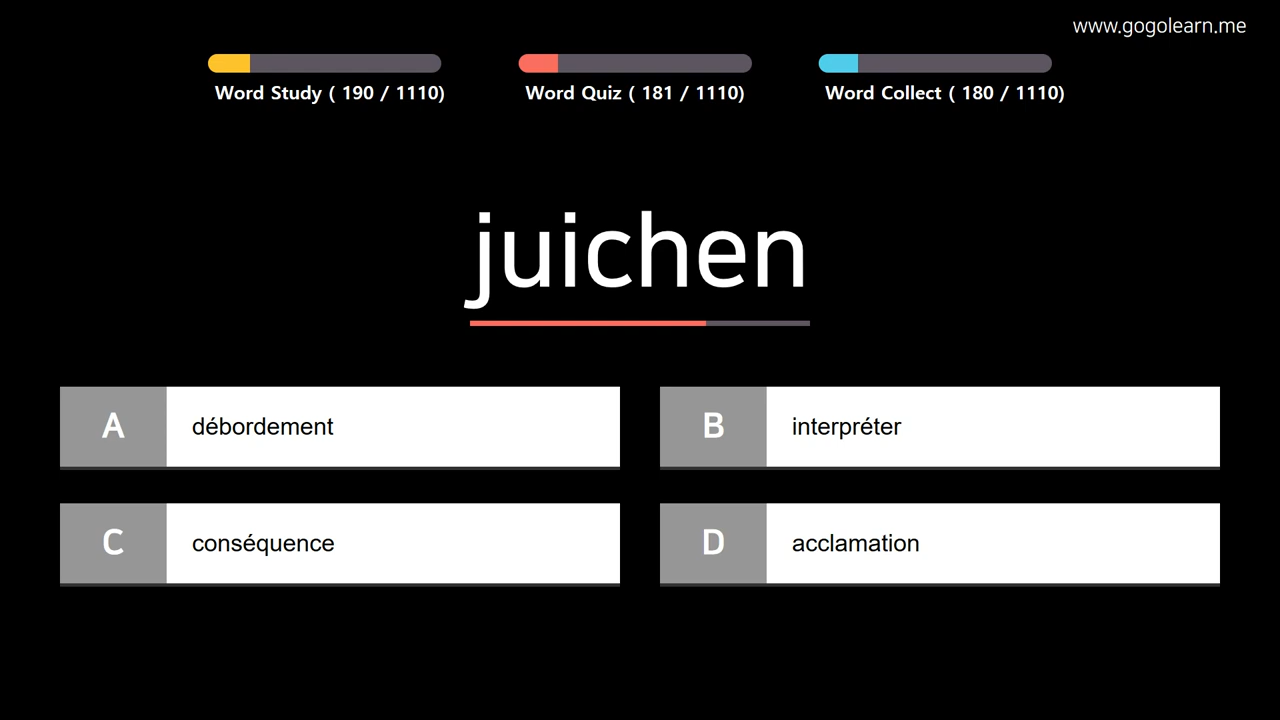 www.gogolearn.me
Word Study ( 190 / 1110)
Word Quiz ( 181 / 1110)
Word Collect ( 180 / 1110)
juichen
A débordement
B interpréter
C conséquence
D acclamation